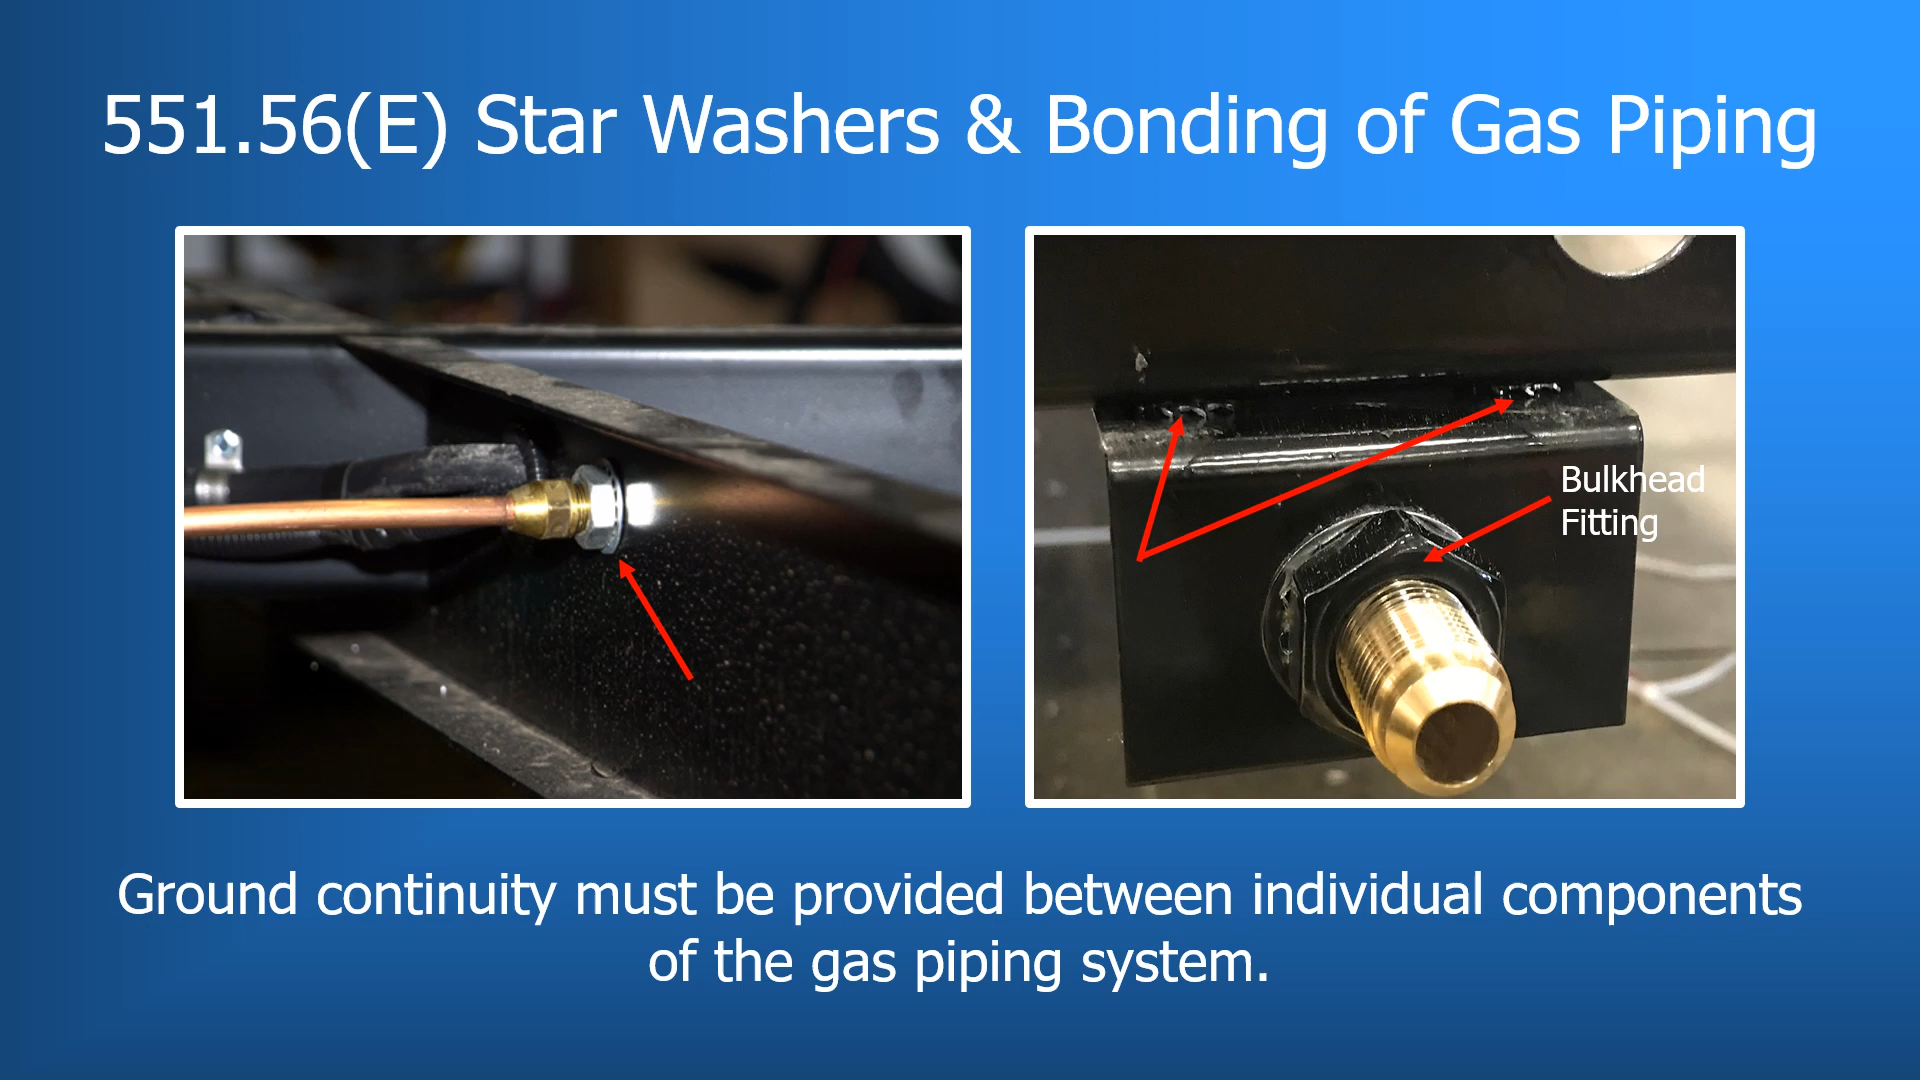 551.56(E) Star Washers & Bonding of Gas Piping
Bulkhead
Fitting
Ground continuity must be provided between individual components
of the gas piping system.